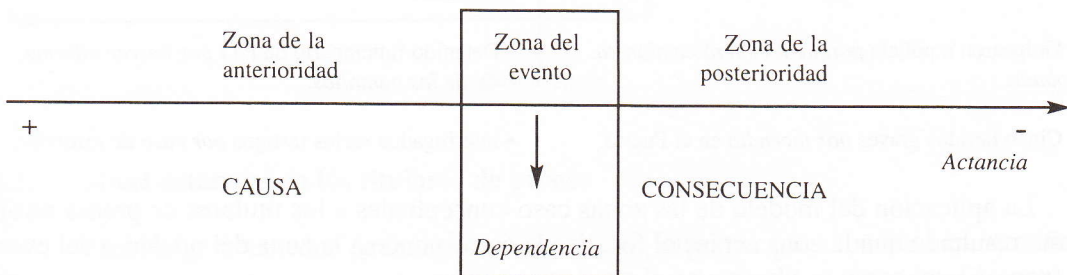 Zona de la
anterioridad
Zona del
evento
Zona de la
posterioridad
+
-
Actancia
CAUSA
CONSECUENCIA
Dependencia